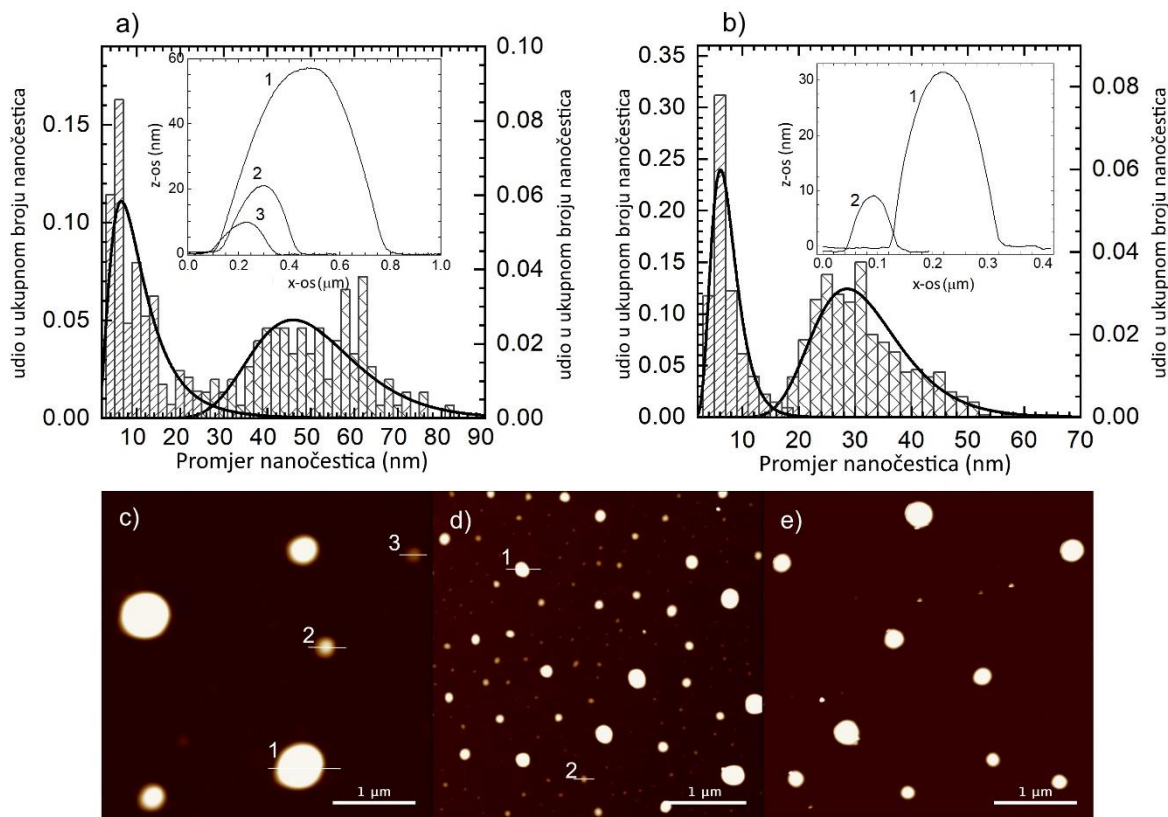 a)
b)
0.10
0.08
0.06
0.04
0.02
0.00
0.15
0.10
0.05
0.00
10 20 30 40 50 60 70 80 90
Promjer nanočestica (nm)
udio u ukupnom broju nanočestica
udio u ukupnom broju nanočestica
60
40
20
0
0.0 0.2 0.4 0.6 0.8 1.0
z-os (nm)
x-os (μm)
1
2
3
0.35
0.30
0.25
0.20
0.15
0.10
0.05
0.00
0.08
0.06
0.04
0.02
0.00
10 20 30 40 50 60 70
Promjer nanočestica (nm)
udio u ukupnom broju nanočestica
udio u ukupnom broju nanočestica
30
20
10
0
0.0 0.1 0.2 0.3 0.4
z-os (nm)
x-os (μm)
1
2
c)
3
2
1
1 μm
d)
1
2
1 μm
e)
1 μm